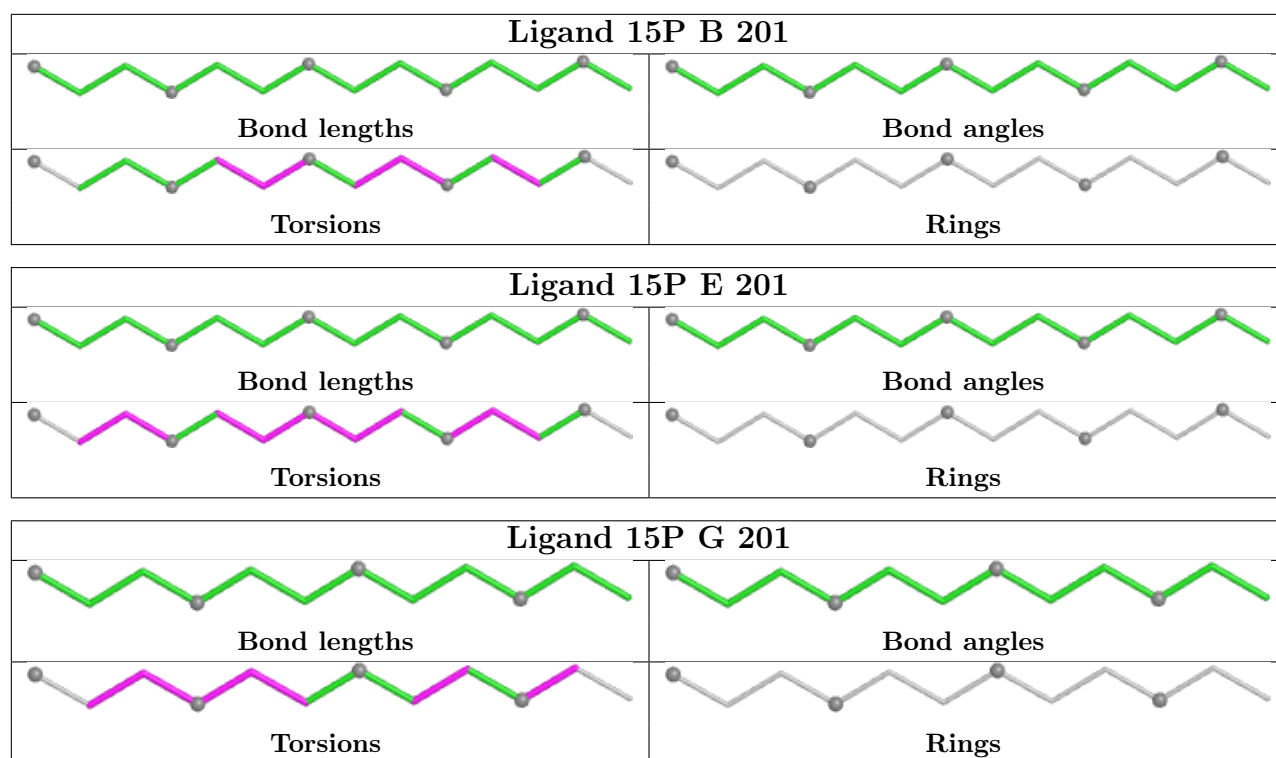 Ligand 15P B 201
Bond lengths
Bond angles
Torsions
Rings
Ligand 15P E 201
Bond lengths
Bond angles
Torsions
Rings
Ligand 15P G 201
Bond lengths
Bond angles
Torsions
Rings